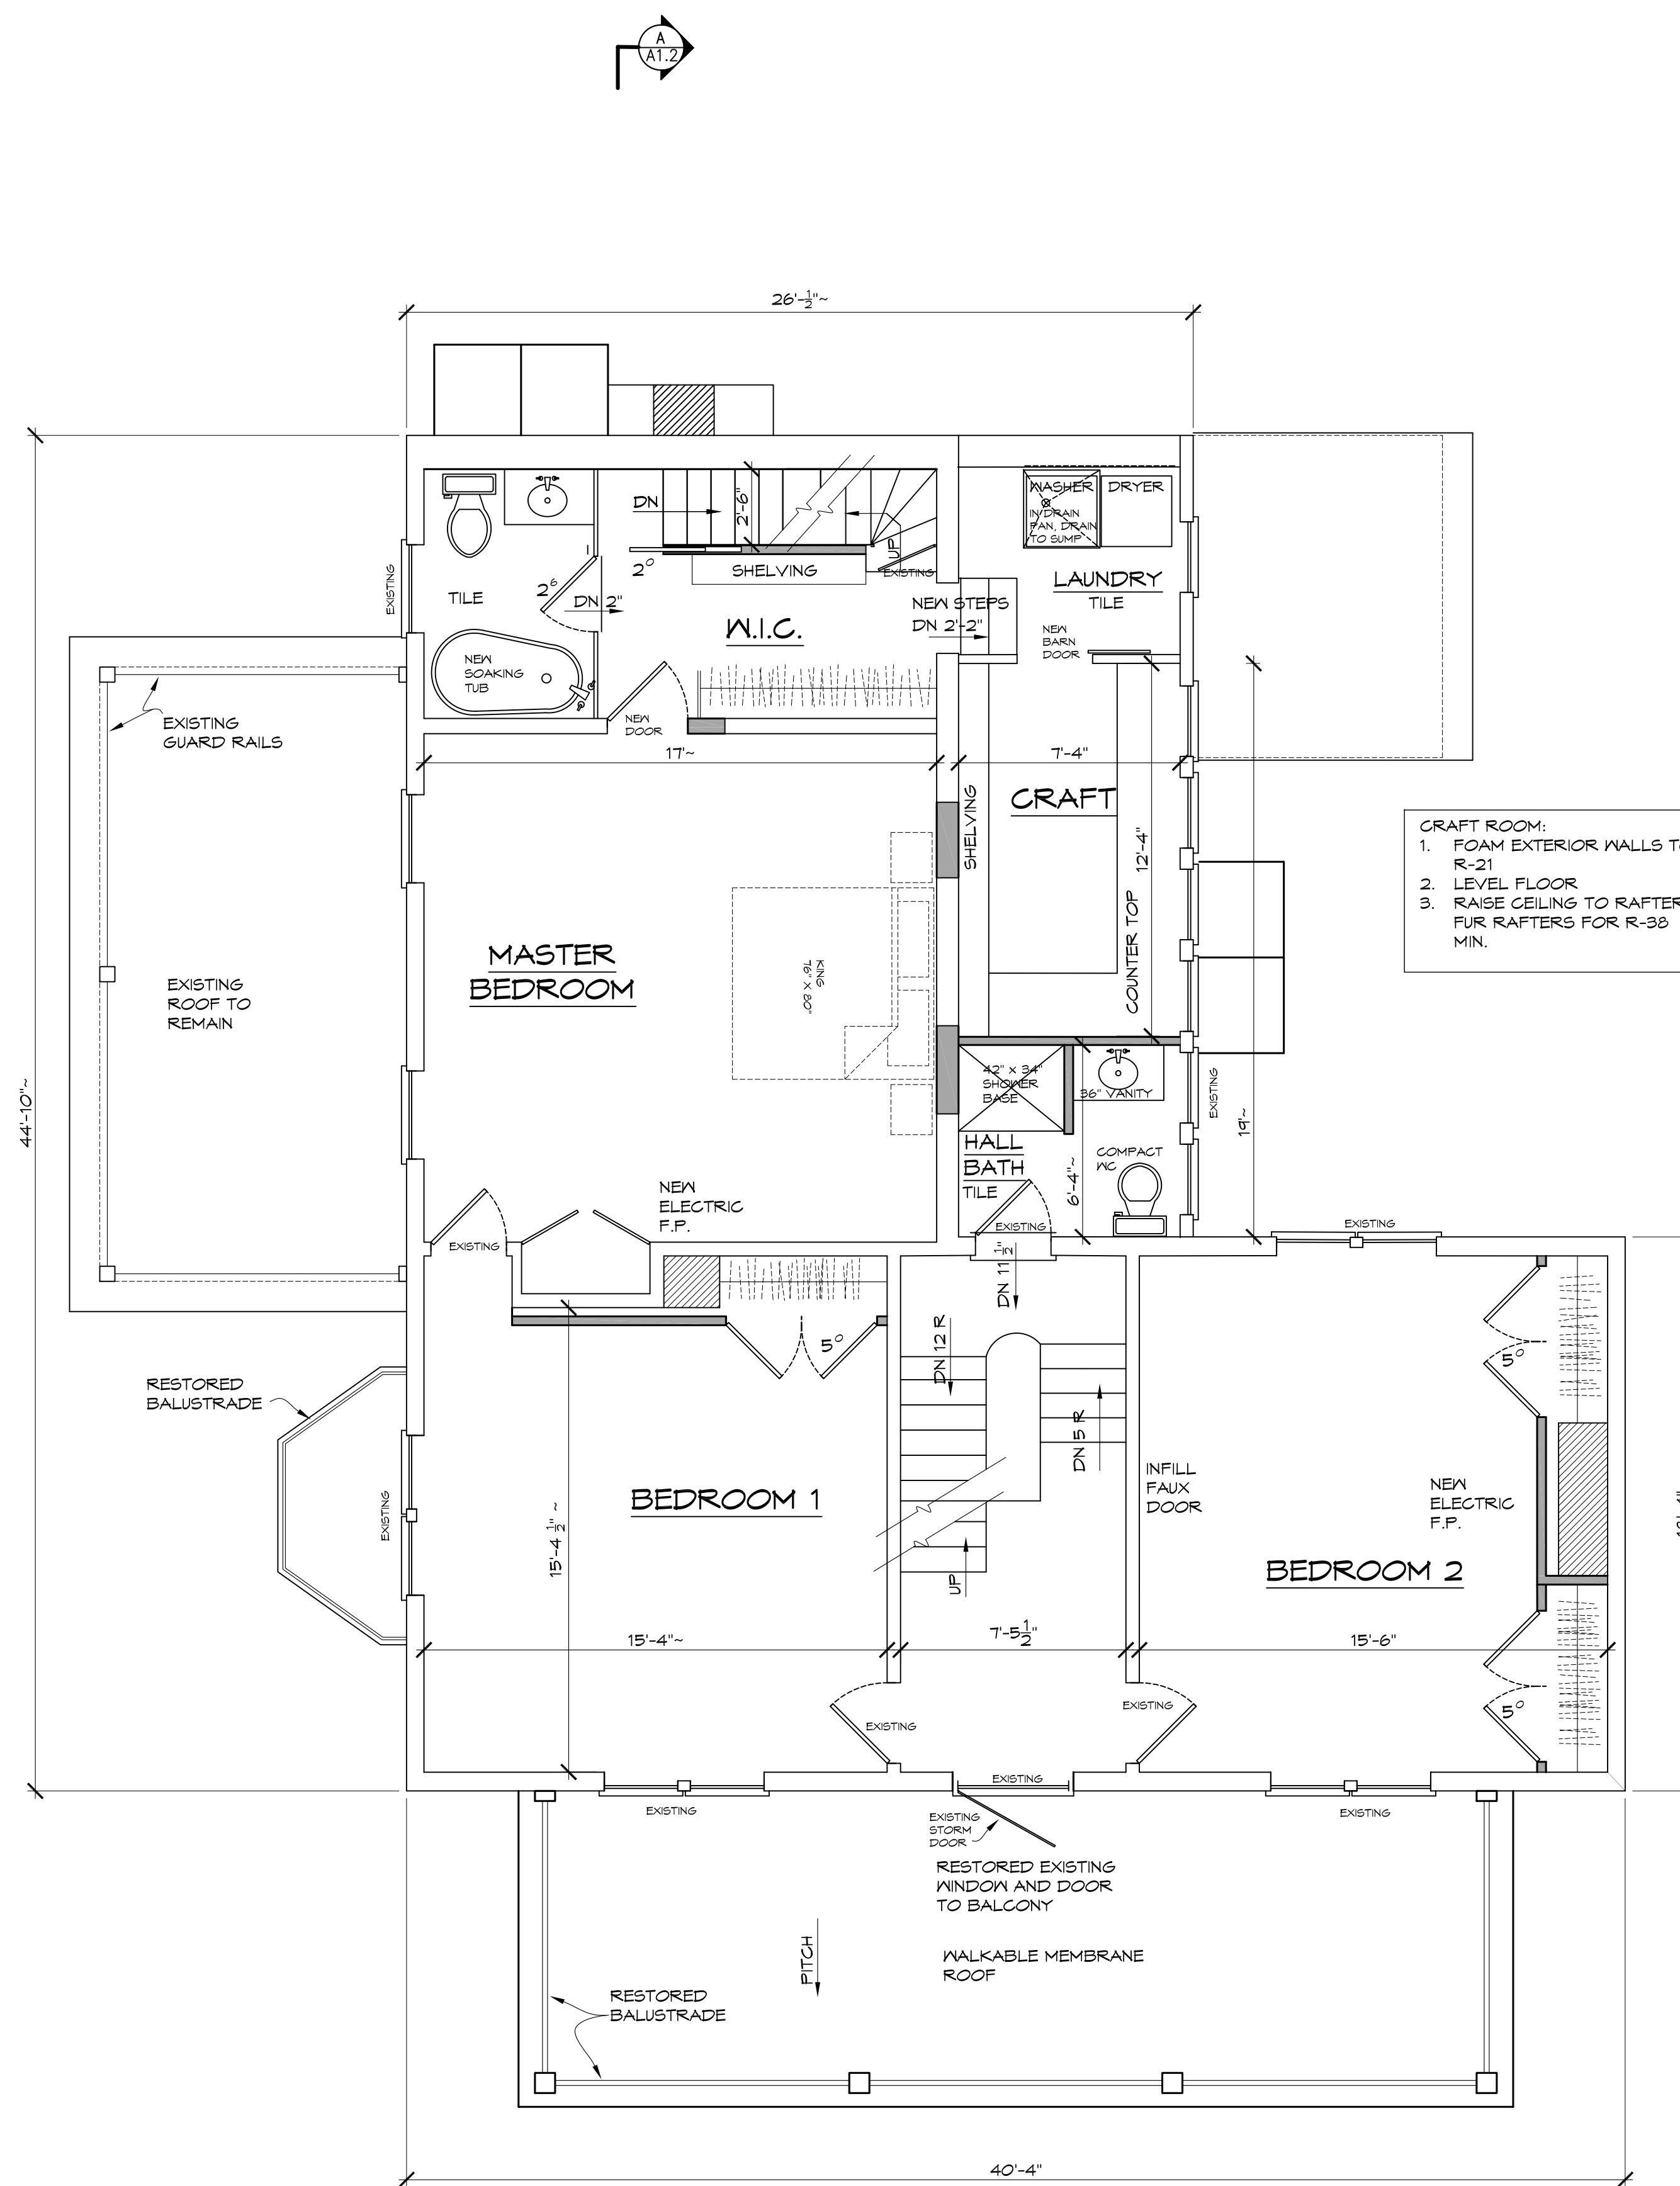 A
A1.2
26'-1/2"~
DN
2'-6"
UP
WASHER
DRYER
IN DRAIN
PAN, DRAIN
TO SUMP
2⁰
SHELVING
EXISTING
EXISTING
TILE
2⁶
DN 2"
W.I.C.
NEW STEPS
DN 2'-2"
LAUNDRY
TILE
NEW
BARN
DOOR
NEW
SOAKING
TUB
NEW
DOOR
EXISTING
GUARD RAILS
17'~
7'-4"
SHELVING
CRAFT
12'-4"
COUNTER TOP
CRAFT ROOM:
1. FOAM EXTERIOR WALLS
R-21
2. LEVEL FLOOR
3. RAISE CEILING TO RAFTER
FUR RAFTERS FOR R-38
MIN.
MASTER
BEDROOM
KING
76" X 80"
EXISTING
ROOF TO
REMAIN
44'-10"~
42" x 34"
SHOWER
BASE
36" VANITY
EXISTING
19'~
HALL
BATH
TILE
6'-4"~
COMPACT
WC
NEW
ELECTRIC
F.P.
EXISTING
EXISTING
EXISTING
DN 11 1/2"
RESTORED
BALUSTRADE
5⁰
DN 12 R
DN 5 R
5⁰
INFILL
FAUX
DOOR
NEW
ELECTRIC
F.P.
EXISTING
BEDROOM 1
15'-4 1/2"~
UP
BEDROOM 2
15'-4"~
7'-5 1/2"
15'-6"
EXISTING
EXISTING
5⁰
EXISTING
EXISTING
EXISTING
EXISTING
STORM
DOOR
RESTORED EXISTING
WINDOW AND DOOR
TO BALCONY
PITCH
WALKABLE MEMBRANE
ROOF
RESTORED
BALUSTRADE
40'-4"